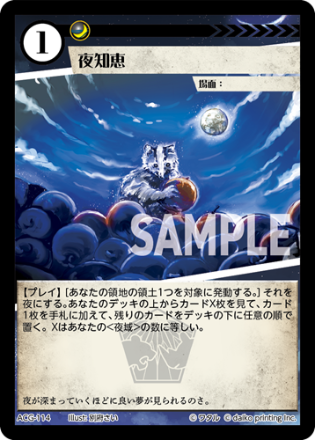 1
夜知恵
場面:
SAMPLE
【プレイ】[あなたの領地の領土1つを対象に発動する。] それを
夜にする。あなたのデッキの上からカードX枚を見て、カード
1枚を手札に加えて、残りのカードをデッキの下に任意の順で
置く。Xはあなたの<夜域>の数に等しい。
夜が深まっていくほどに良い夢が見られるのさ。
ACG-114 Illust: 別府さい ©ワタル ©daiko printing inc.